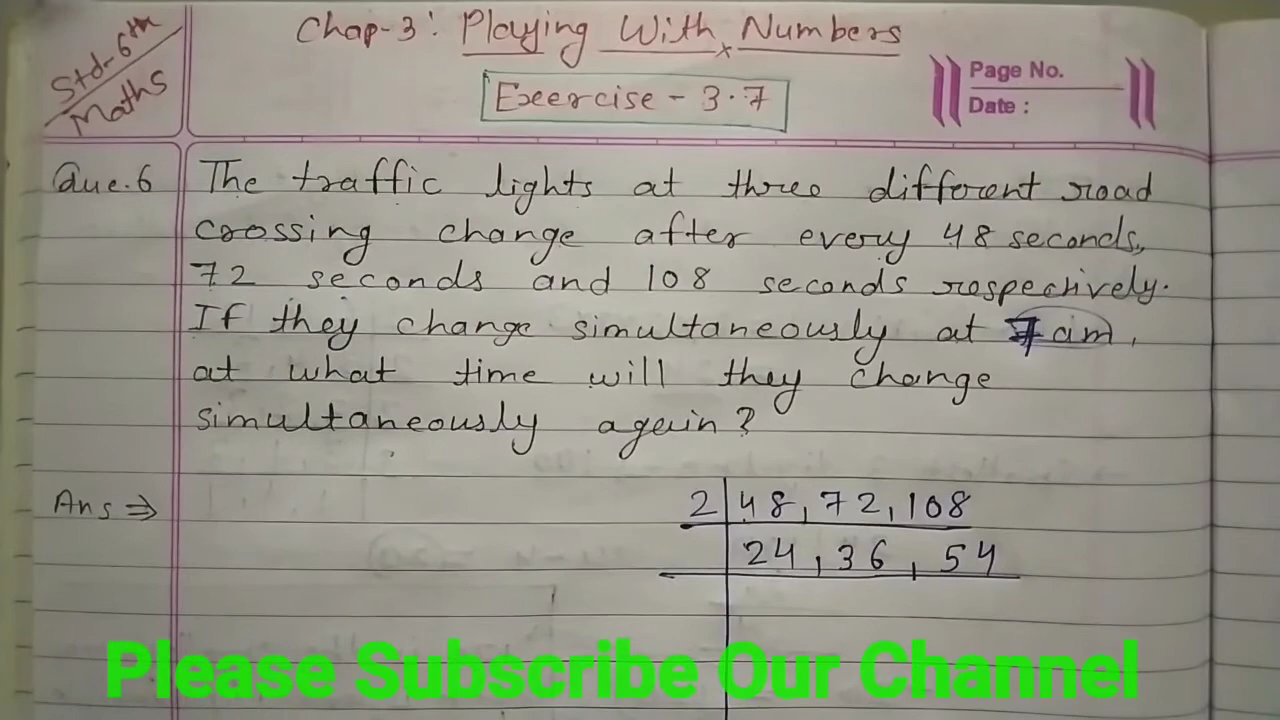 Chap-3: Playing With Numbers
Std-6th
Maths
Exercise - 3.7
Page No.
Date :
Que.6 The traffic lights at three different road
crossing change after every 48 seconds,
72 seconds and 108 seconds respectively.
If they change simultaneously at 7 am,
at what time will they change
simultaneously again?
Ans ⇒
2 48, 72, 108
24, 36, 54
Please Subscribe Our Channel